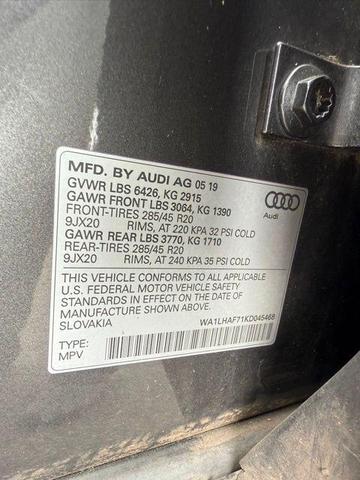 MFD. BY AUDI AG 05 19
GVWR LBS 6426, KG 2915
GAWR FRONT LBS 3064, KG 1390
FRONT-TIRES 285/45 R20
9JX20 RIMS, AT 220 KPA 32 PSI COLD
GAWR REAR LBS 3770, KG 1710
REAR-TIRES 285/45 R20
9JX20 RIMS, AT 240 KPA 35 PSI COLD
Audi
THIS VEHICLE CONFORMS TO ALL APPLICABLE
U.S. FEDERAL MOTOR VEHICLE SAFETY
STANDARDS IN EFFECT ON THE DATE OF
MANUFACTURE SHOWN ABOVE.
SLOVAKIA WA1LHAF71KD045468
TYPE:
MPV